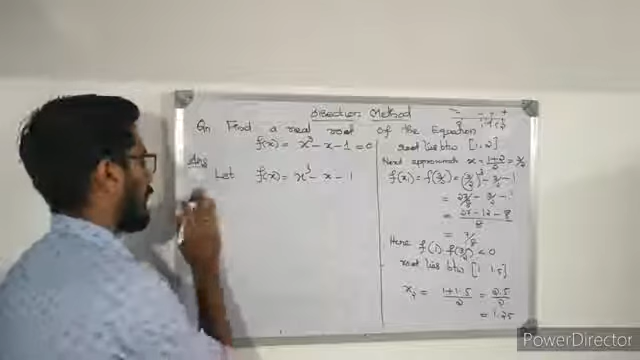 Bisection Method
Qn Find a real root of the Equation
f(x) = x³ - x - 1 = 0
Ans
Let f(x) = x³ - x - 1
root lies btw [1, 2]
Next approximate x = 1+2/2 = 3/2
f(x) = f(3/2) = (3/2)³ - 3/2 - 1
= 27/8 - 3/2 - 1
= 27-12-8/8
= 7/8
Here f(1) f(3/2) < 0
root lies btw [1 1.5]
x₂ = 1+1.5/2 = 2.5/2
= 1.25
PowerDirector